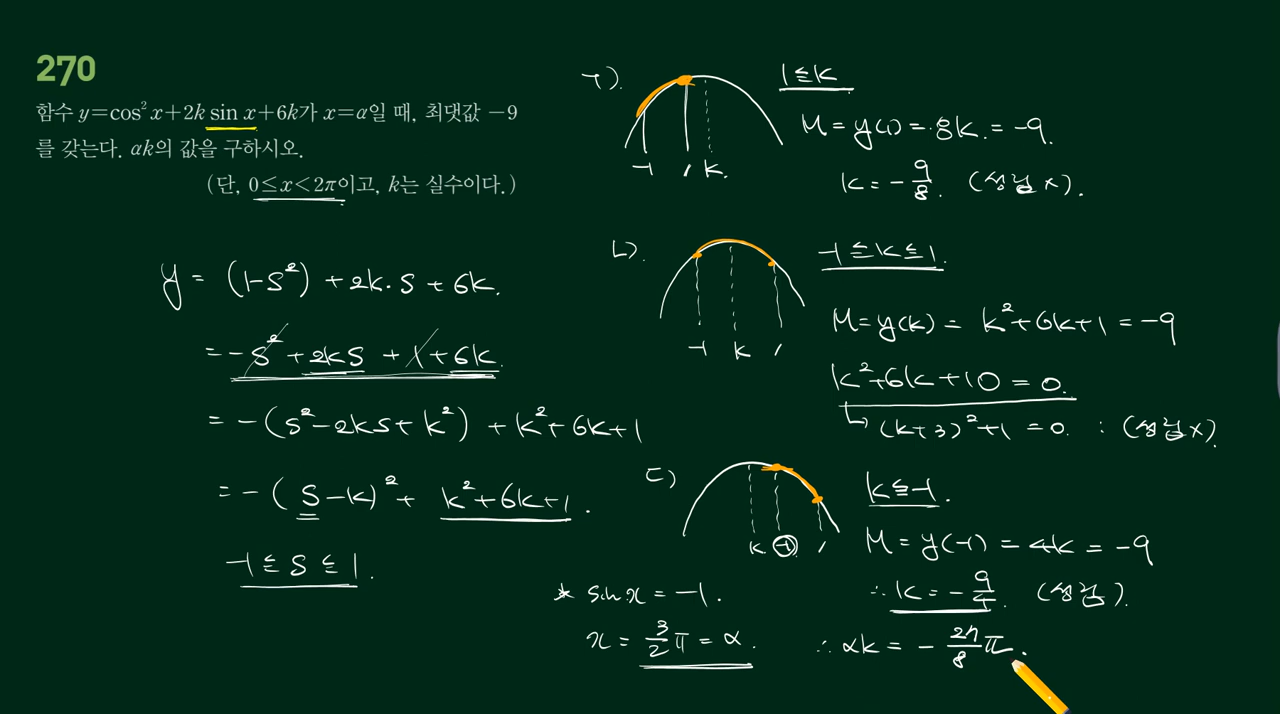 270
함수 y=cos²x+2k sin x+6k가 x=α일 때, 최댓값 -9
를 갖는다. αk의 값을 구하시오.
(단, 0≤x<2π이고, k는 실수이다.)
y = (1-s²)+2k·s+6k.
=-s²+2ks+1+6k.
=-(s²-2ks+k²)+k²+6k+1
=-(s-k)²+ k²+6k+1 .
-1≦s≦1.
ㄱ).
-1 1 k
1≦k
M=y(1)=8k=-9.
k=-9/8. (성립×).
ㄴ).
-1 k 1
-1≦k≦1.
M=y(k)=k²+6k+1=-9
k²+6k+10=0.
↳(k+3)²+1=0. : (성립×).
ㄷ)
k -1 1
k≦-1.
M=y(-1)=4k=-9
∴k=-9/4. (성립).
* sinx=-1.
x=3/2π=α.
∴αk=-27/8π.